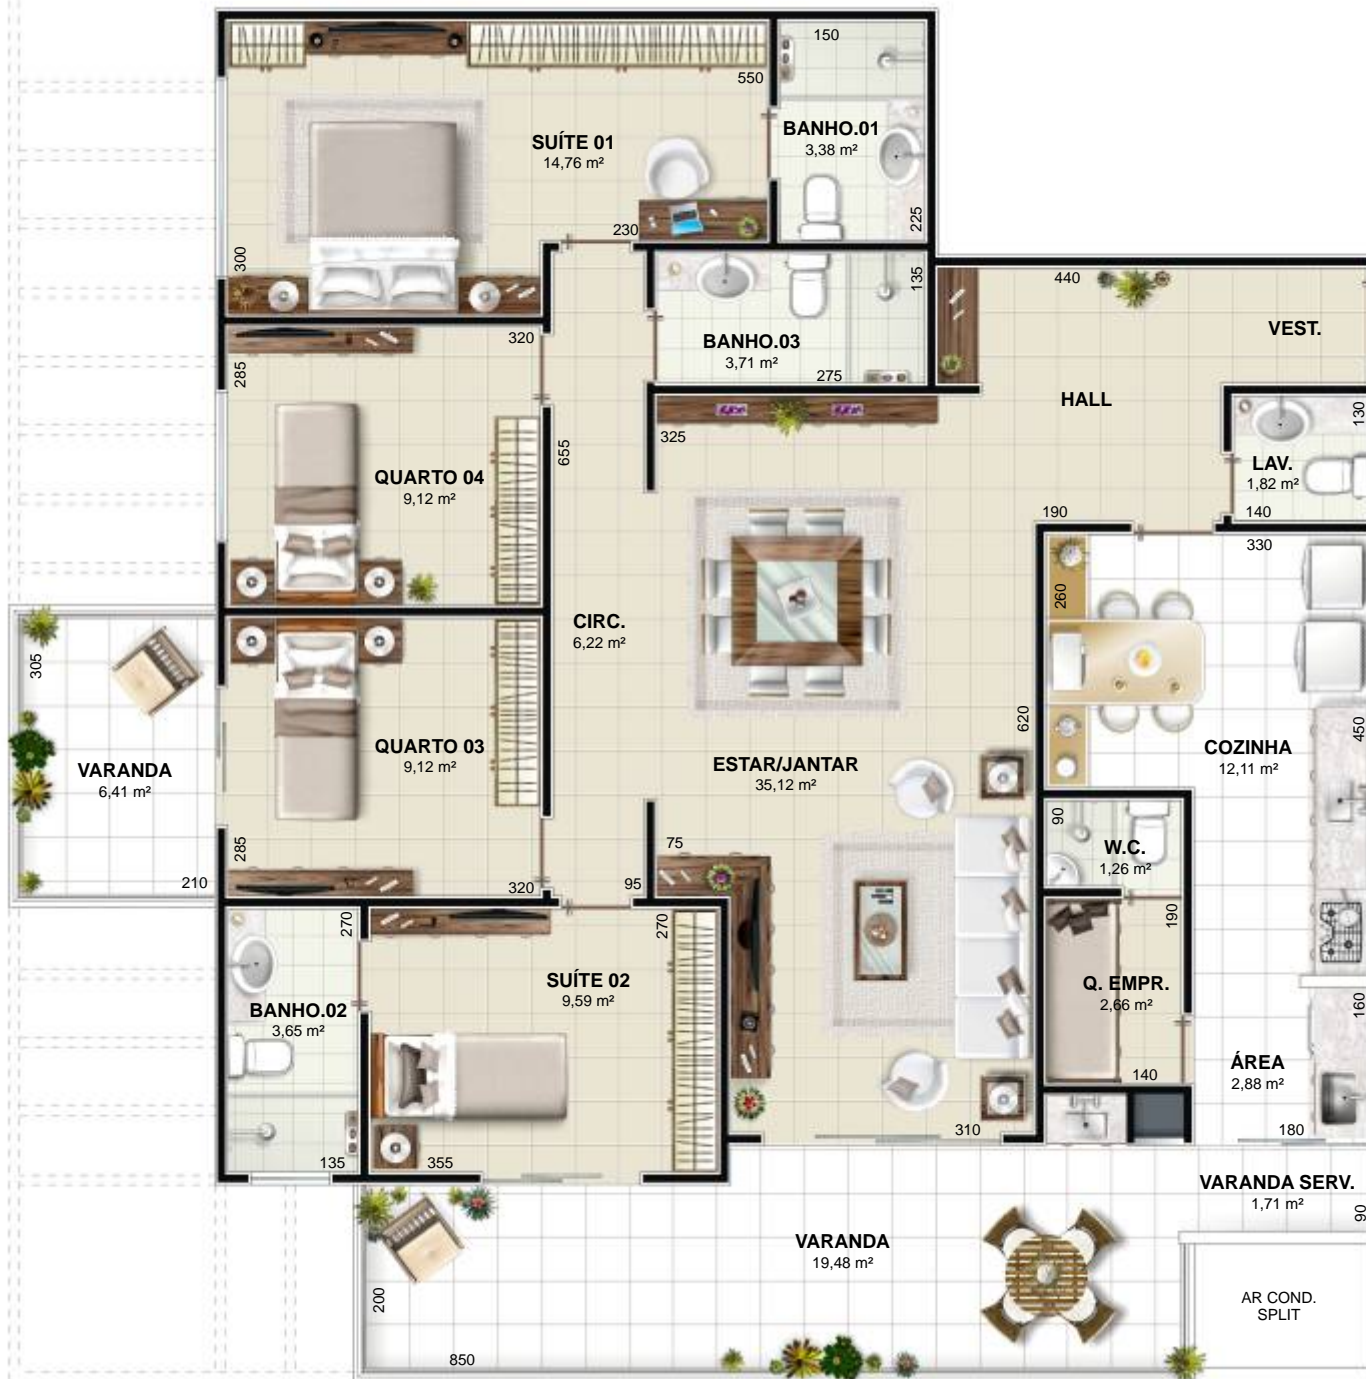 150
550
SUÍTE 01
14,76 m²
BANHO.01
3,38 m²
225
230
300
135
440
BANHO.03
3,71 m²
275
VEST.
320
285
HALL
325
655
130
QUARTO 04
9,12 m²
LAV.
1,82 m²
190
140
330
260
CIRC.
6,22 m²
305
620
450
QUARTO 03
9,12 m²
COZINHA
12,11 m²
ESTAR/JANTAR
35,12 m²
VARANDA
6,41 m²
285
90
75
W.C.
1,26 m²
210
320
95
270
270
190
SUÍTE 02
9,59 m²
Q. EMPR.
2,66 m²
BANHO.02
3,65 m²
160
ÁREA
2,88 m²
140
310
180
135
355
VARANDA SERV.
1,71 m²
90
VARANDA
19,48 m²
200
AR COND.
SPLIT
850